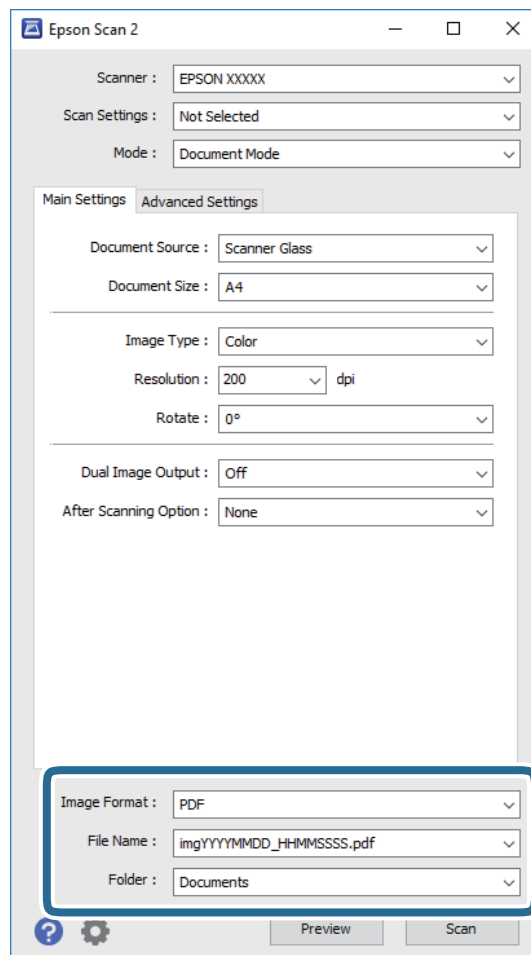 Epson Scan 2
Scanner : EPSON XXXXX
Scan Settings : Not Selected
Mode : Document Mode
Main Settings Advanced Settings
Document Source : Scanner Glass
Document Size : A4
Image Type : Color
Resolution : 200 dpi
Rotate : 0°
Dual Image Output : Off
After Scanning Option : None
Image Format : PDF
File Name : imgYYYYMMDD_HHMMSSSS.pdf
Folder : Documents
? Preview Scan